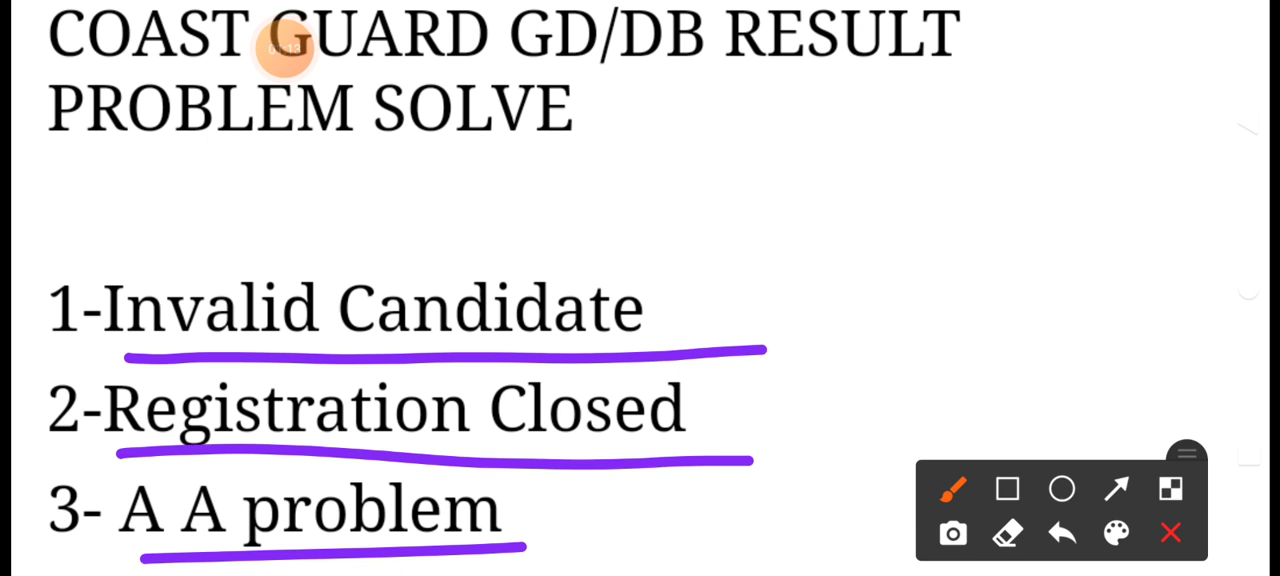 COAST GUARD GD/DB RESULT
PROBLEM SOLVE
1-Invalid Candidate
2-Registration Closed
3- A A problem